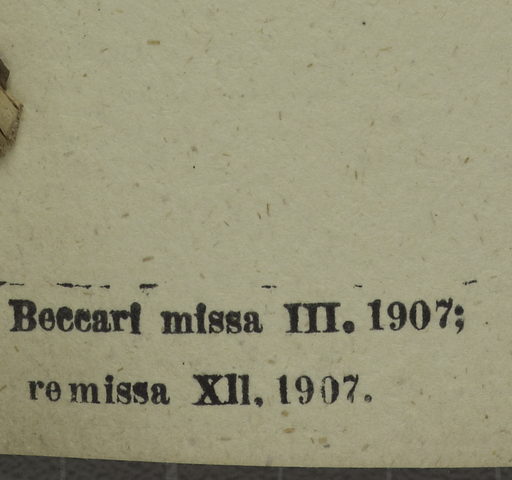 Beccari missa III. 1907;
remissa XII. 1907.